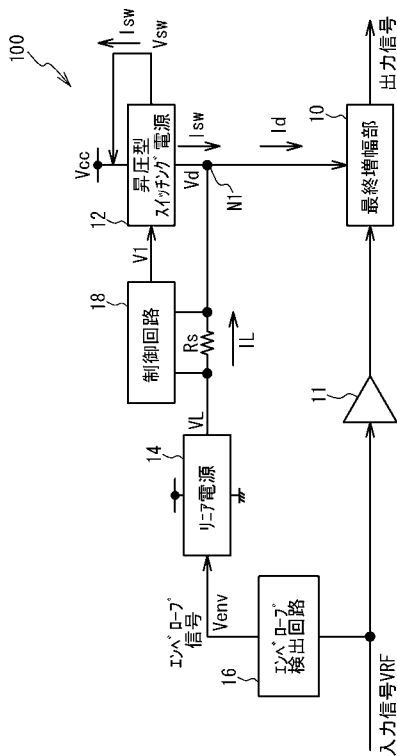 100
Isw
Vsw
Vcc
昇圧型
スイッチング電源
12
Isw
Vd
N1
Id
V1
18
制御回路
Rs
IL
VL
14
リニア電源
エンベロープ
信号
Venv
16
エンベロープ
検出回路
10
最終増幅部
出力信号
11
入力信号VRF